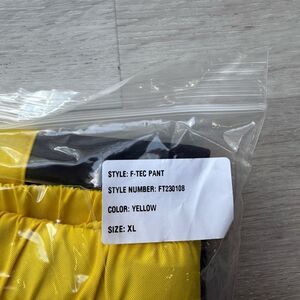 STYLE: F-TEC PANT
STYLE NUMBER: FT230108
COLOR: YELLOW
SIZE: XL